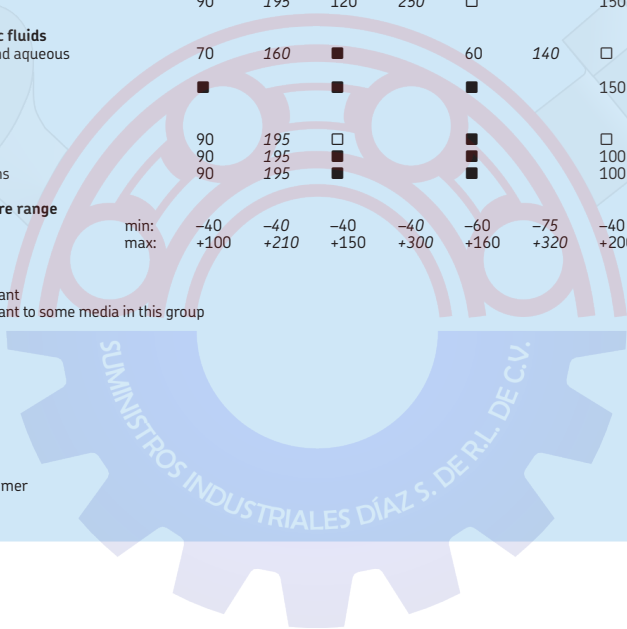 90 195 120 250 □ 150
c fluids
nd aqueous 70 160 ■ 60 140 □
■ ■ ■ 150
90 195 □ ■ □
90 195 ■ ■ 100
ns 90 195 ■ ■ 100
re range
min: –40 –40 –40 –40 –60 –75 –40
max: +100 +210 +150 +300 +160 +320 +200
ant
ant to some media in this group
SUMINISTROS INDUSTRIALES DÍAZ S. DE R.L. DE C.V.
mer